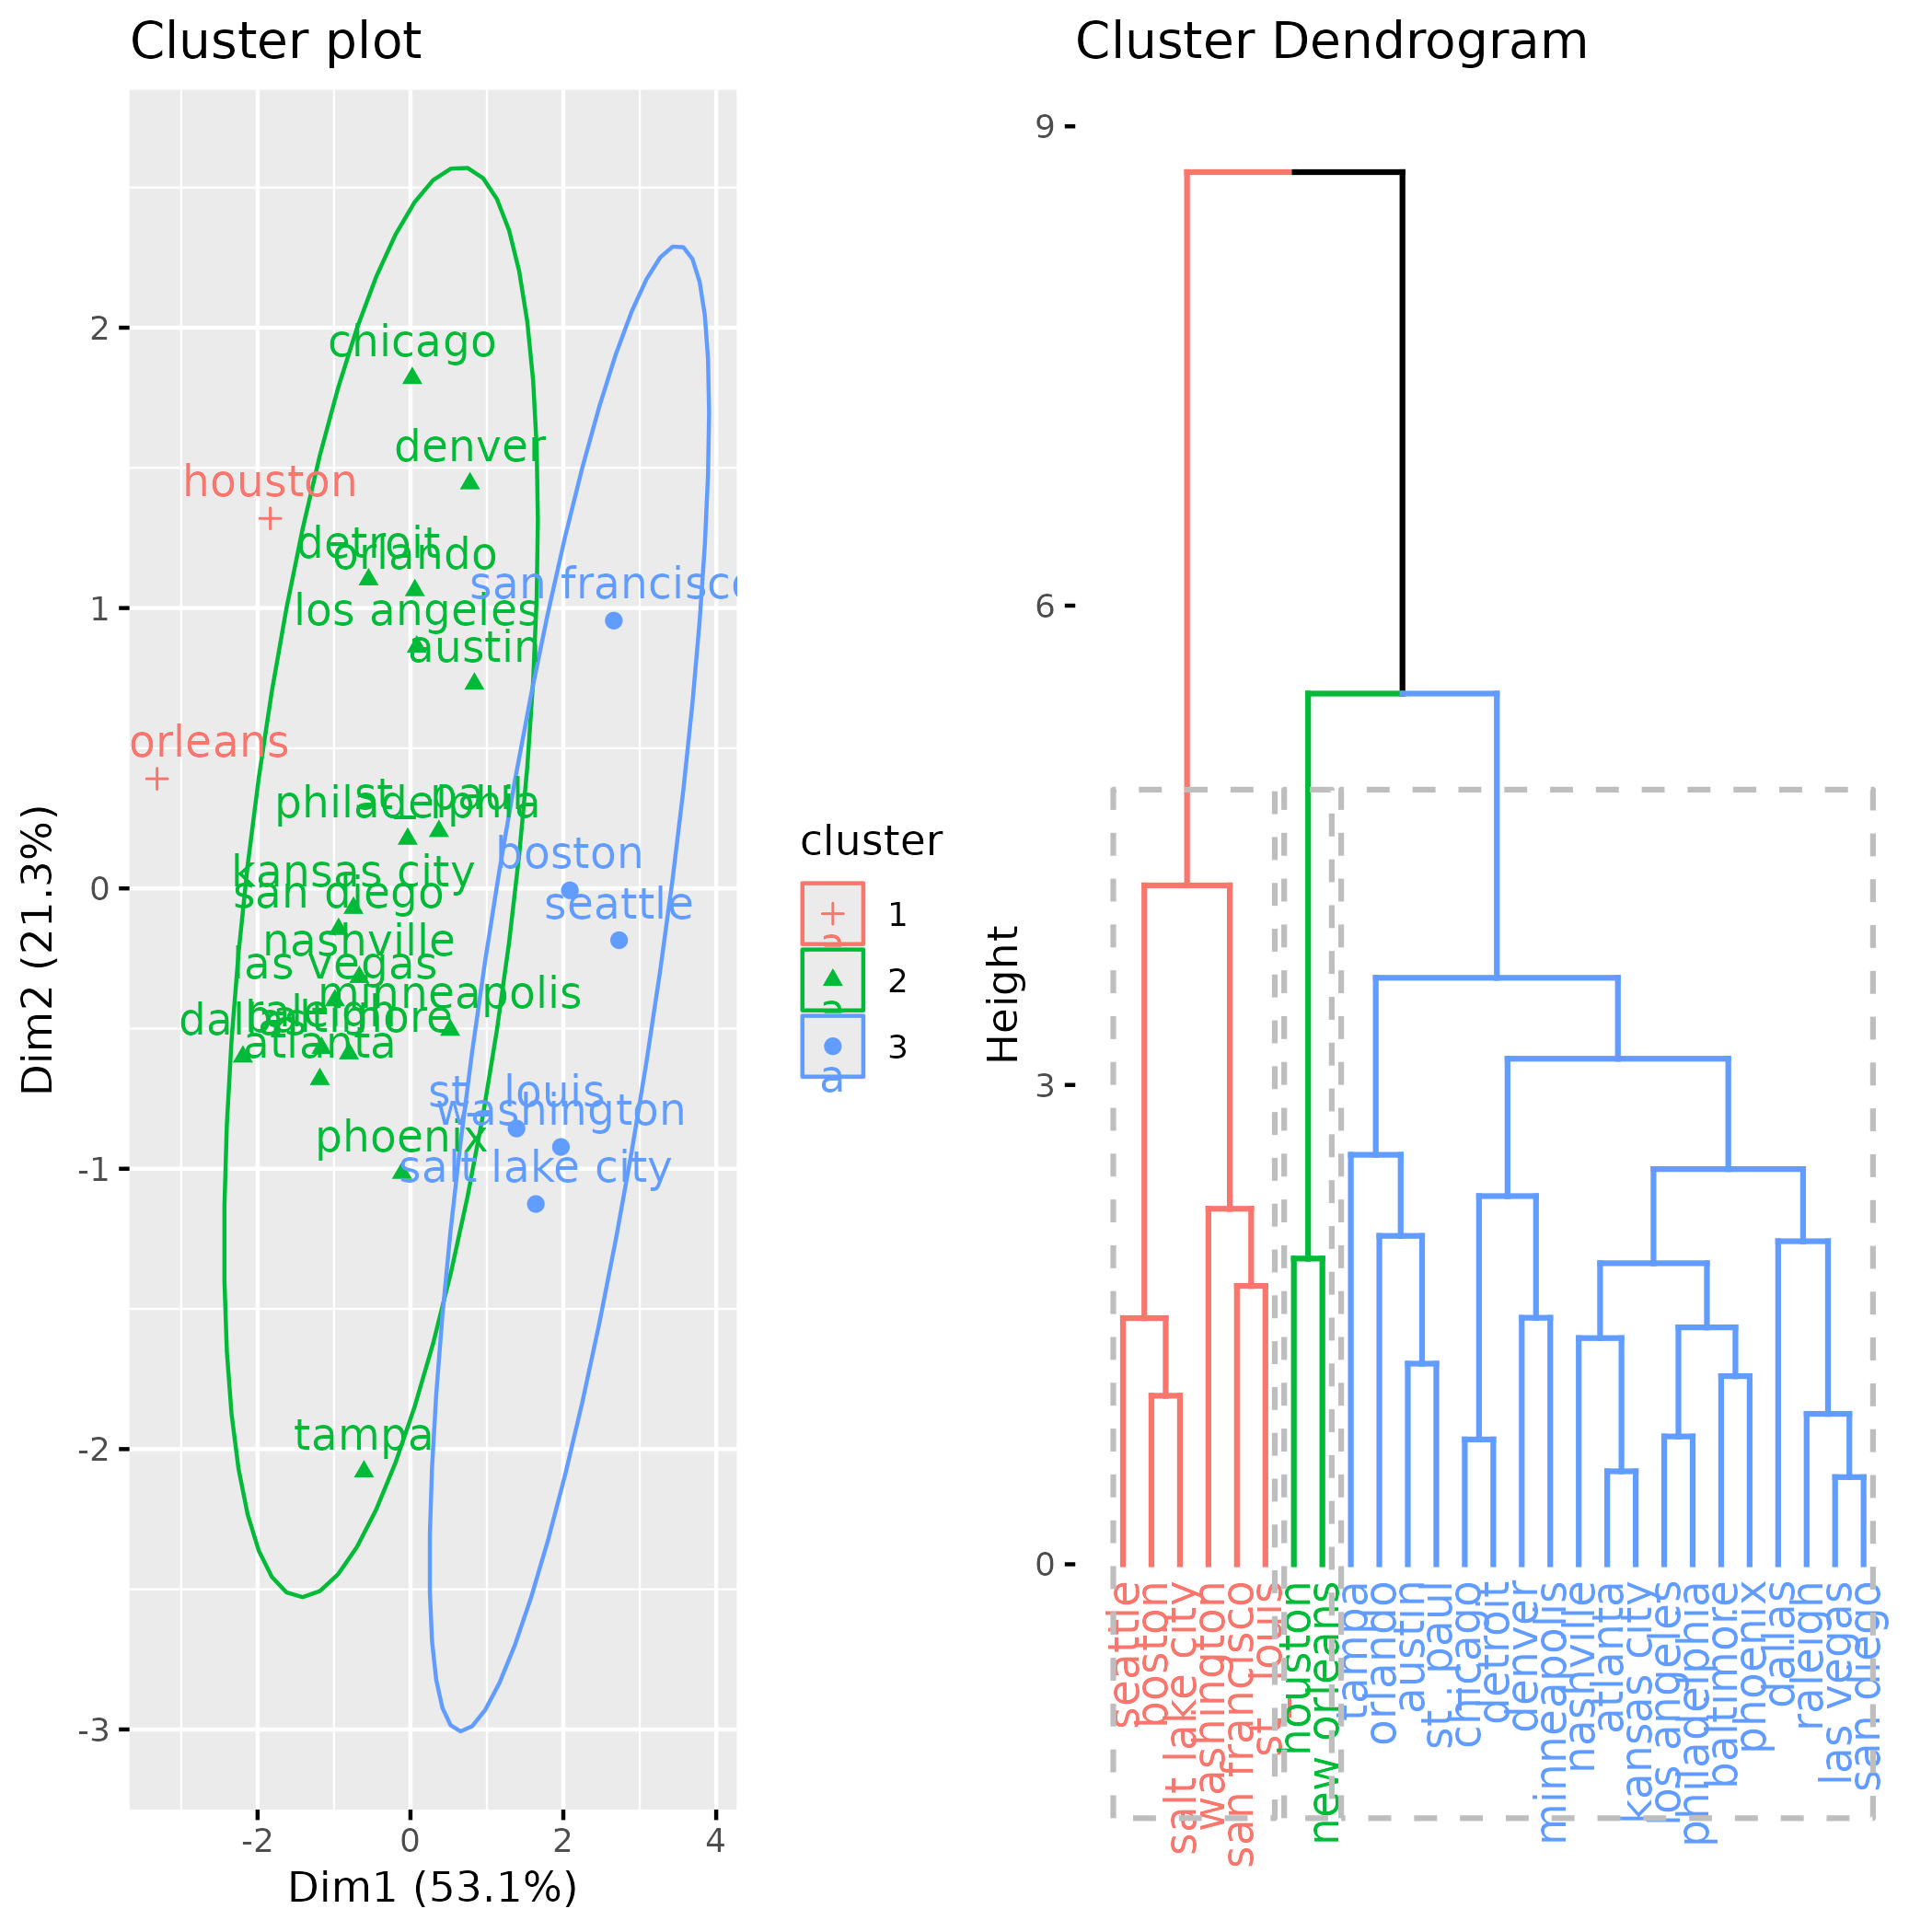 Cluster plot
chicago
denver
houston
detroit
orlando
san francisco
los angeles
austin
orleans
st. paul
philadelphia
boston
kansas city
san diego
seattle
nashville
las vegas
minneapolis
raleigh
dallas
baltimore
atlanta
st. louis
washington
phoenix
salt lake city
tampa
2
1
0
-1
-2
-3
-2
0
2
4
Dim1 (53.1%)
Dim2 (21.3%)
cluster
a
1
a
2
a
3
Cluster Dendrogram
9
6
3
0
Height
seattle
boston
salt lake city
washington
san francisco
st. louis
houston
new orleans
tampa
orlando
austin
st. paul
chicago
detroit
denver
minneapolis
nashville
atlanta
kansas city
los angeles
philadelphia
baltimore
phoenix
dallas
raleigh
las vegas
san diego